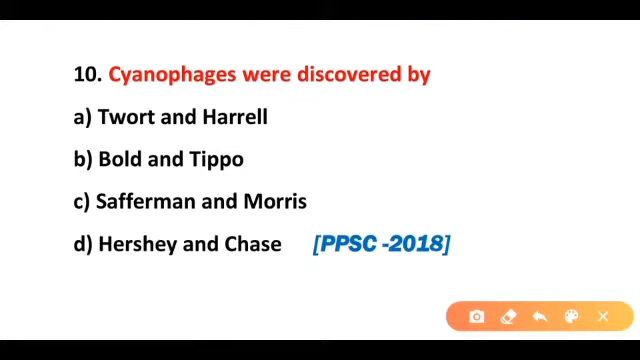 10. Cyanophages were discovered by
a) Twort and Harrell
b) Bold and Tippo
c) Safferman and Morris
d) Hershey and Chase [PPSC -2018]